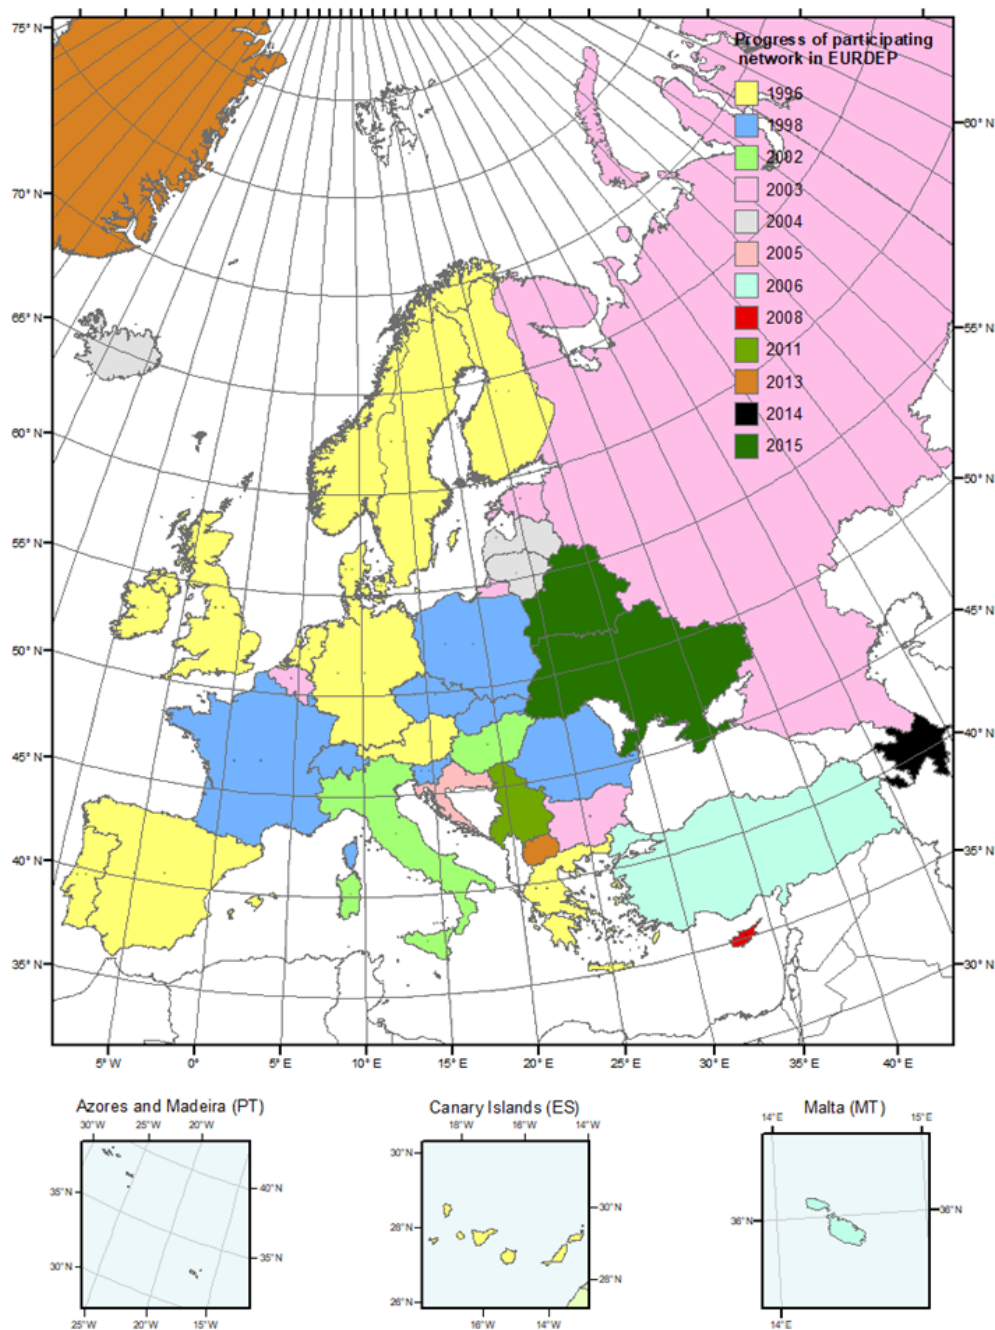 75° N
70° N
65° N
60° N
55° N
50° N
45° N
40° N
35° N
Progress of participating
network in EURDEP
1996
1998
2002
2003
2004
2005
2006
2008
2011
2013
2014
2015
60° N
55° N
50° N
45° N
40° N
35° N
30° N
5° W
0°
5° E
10° E
15° E
20° E
25° E
30° E
35° E
40° E
Azores and Madeira (PT)
30°W
25°W
20°W
35°N
30°N
40°N
35°N
25°W
20°W
15°W
Canary Islands (ES)
18°W
16°W
14°W
30°N
28°N
26°N
30°N
28°N
16°W
14°W
Malta (MT)
14°E
15°E
36°N
36°N
14°E